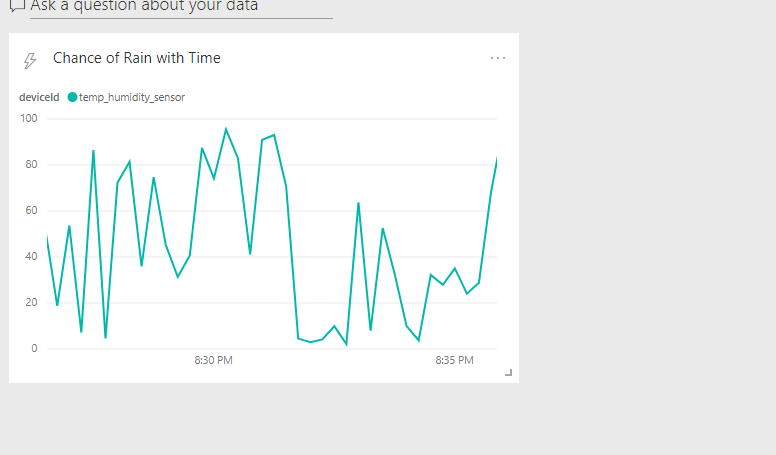 Ask a question about your data
Chance of Rain with Time
deviceId temp_humidity_sensor
100
80
60
40
20
0
8:30 PM 8:35 PM